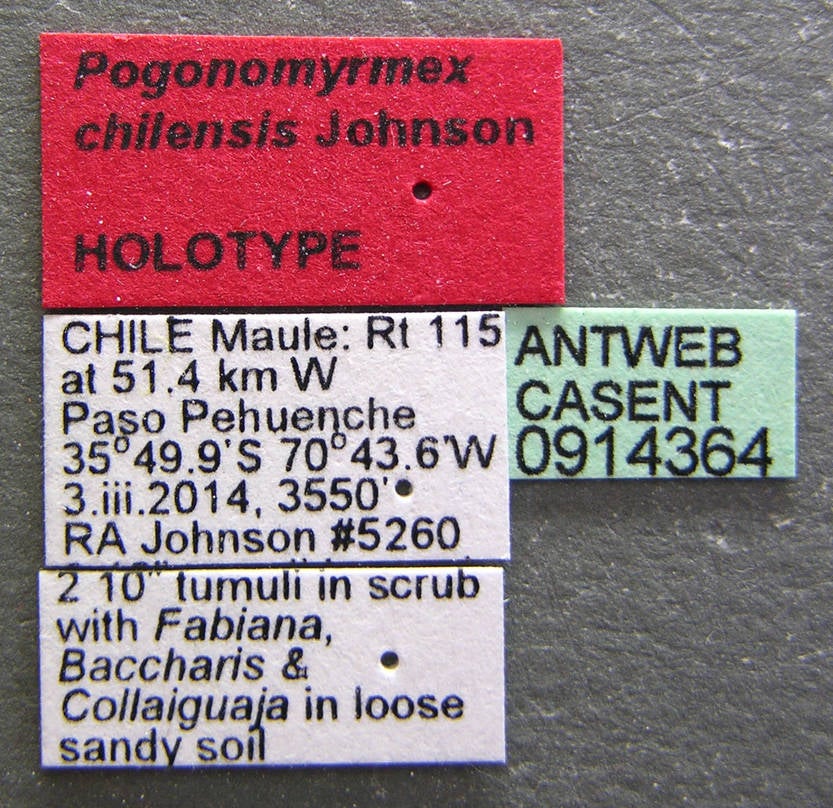 Pogonomyrmex
chilensis Johnson
HOLOTYPE
CHILE Maule: Rt 115
at 51.4 km W
Paso Pehuenche
35°49.9'S 70°43.6'W
3.iii.2014, 3550'
RA Johnson #5260
ANTWEB
CASENT
0914364
2 10" tumuli in scrub
with Fabiana,
Baccharis &
Collaiguaja in loose
sandy soil